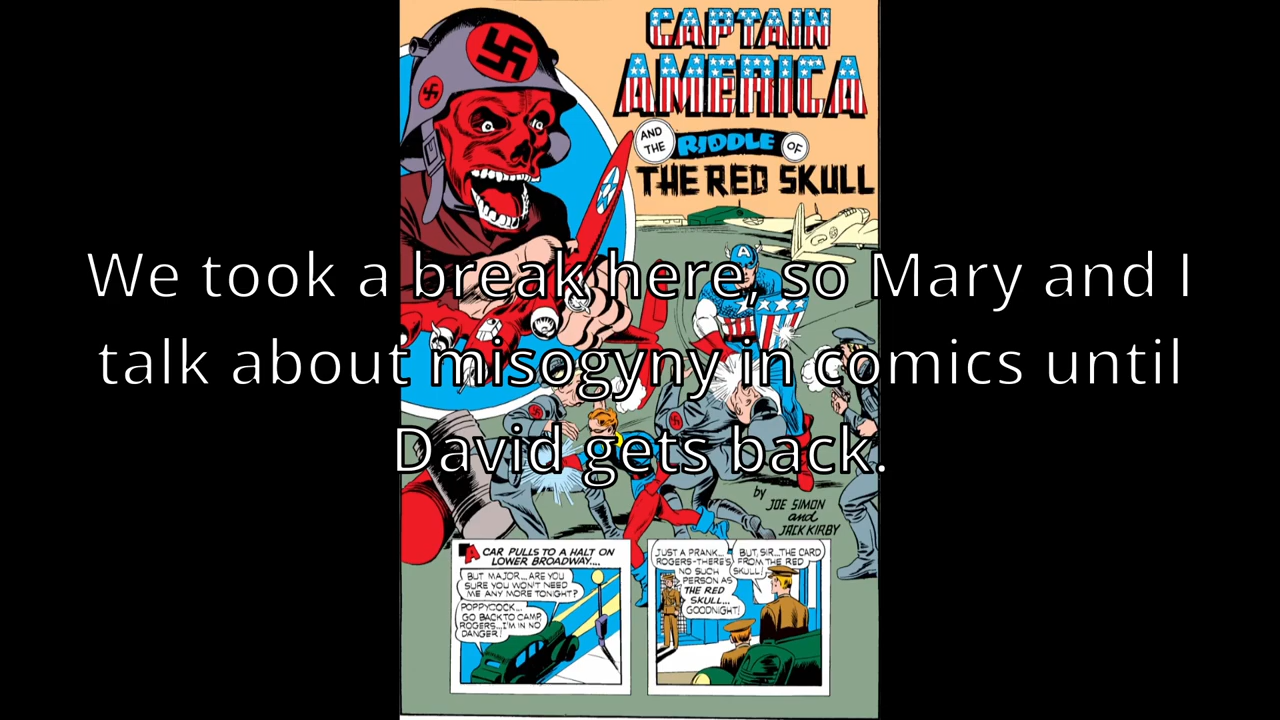 CAPTAIN
AMERICA
AND THE RIDDLE OF
THE RED SKULL
We took a break here, so Mary and I
talk about misogyny in comics until
David gets back.
by
JOE SIMON
and
JACK KIRBY
A CAR PULLS TO A HALT ON
LOWER BROADWAY....
BUT MAJOR... ARE YOU
SURE YOU WON'T NEED
ME ANY MORE TONIGHT?
POPPYCOCK...
GO BACK TO CAMP,
ROGERS...I'M IN NO
DANGER!
JUST A PRANK...
ROGERS-THERE'S
NO SUCH
PERSON AS
THE RED
SKULL...
GOODNIGHT!
BUT, SIR...THE CARD
FROM THE RED
SKULL!